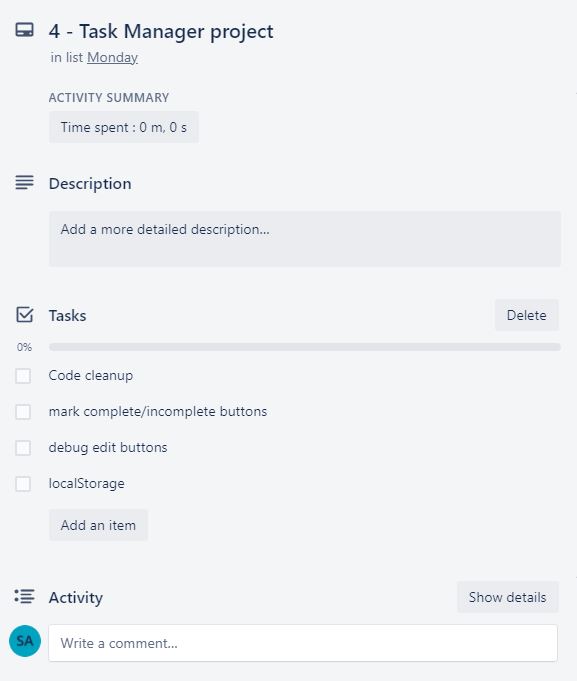 4 - Task Manager project
in list Monday
ACTIVITY SUMMARY
Time spent : 0 m, 0 s
Description
Add a more detailed description...
Tasks
Delete
0%
Code cleanup
mark complete/incomplete buttons
debug edit buttons
localStorage
Add an item
Activity
Show details
SA
Write a comment...